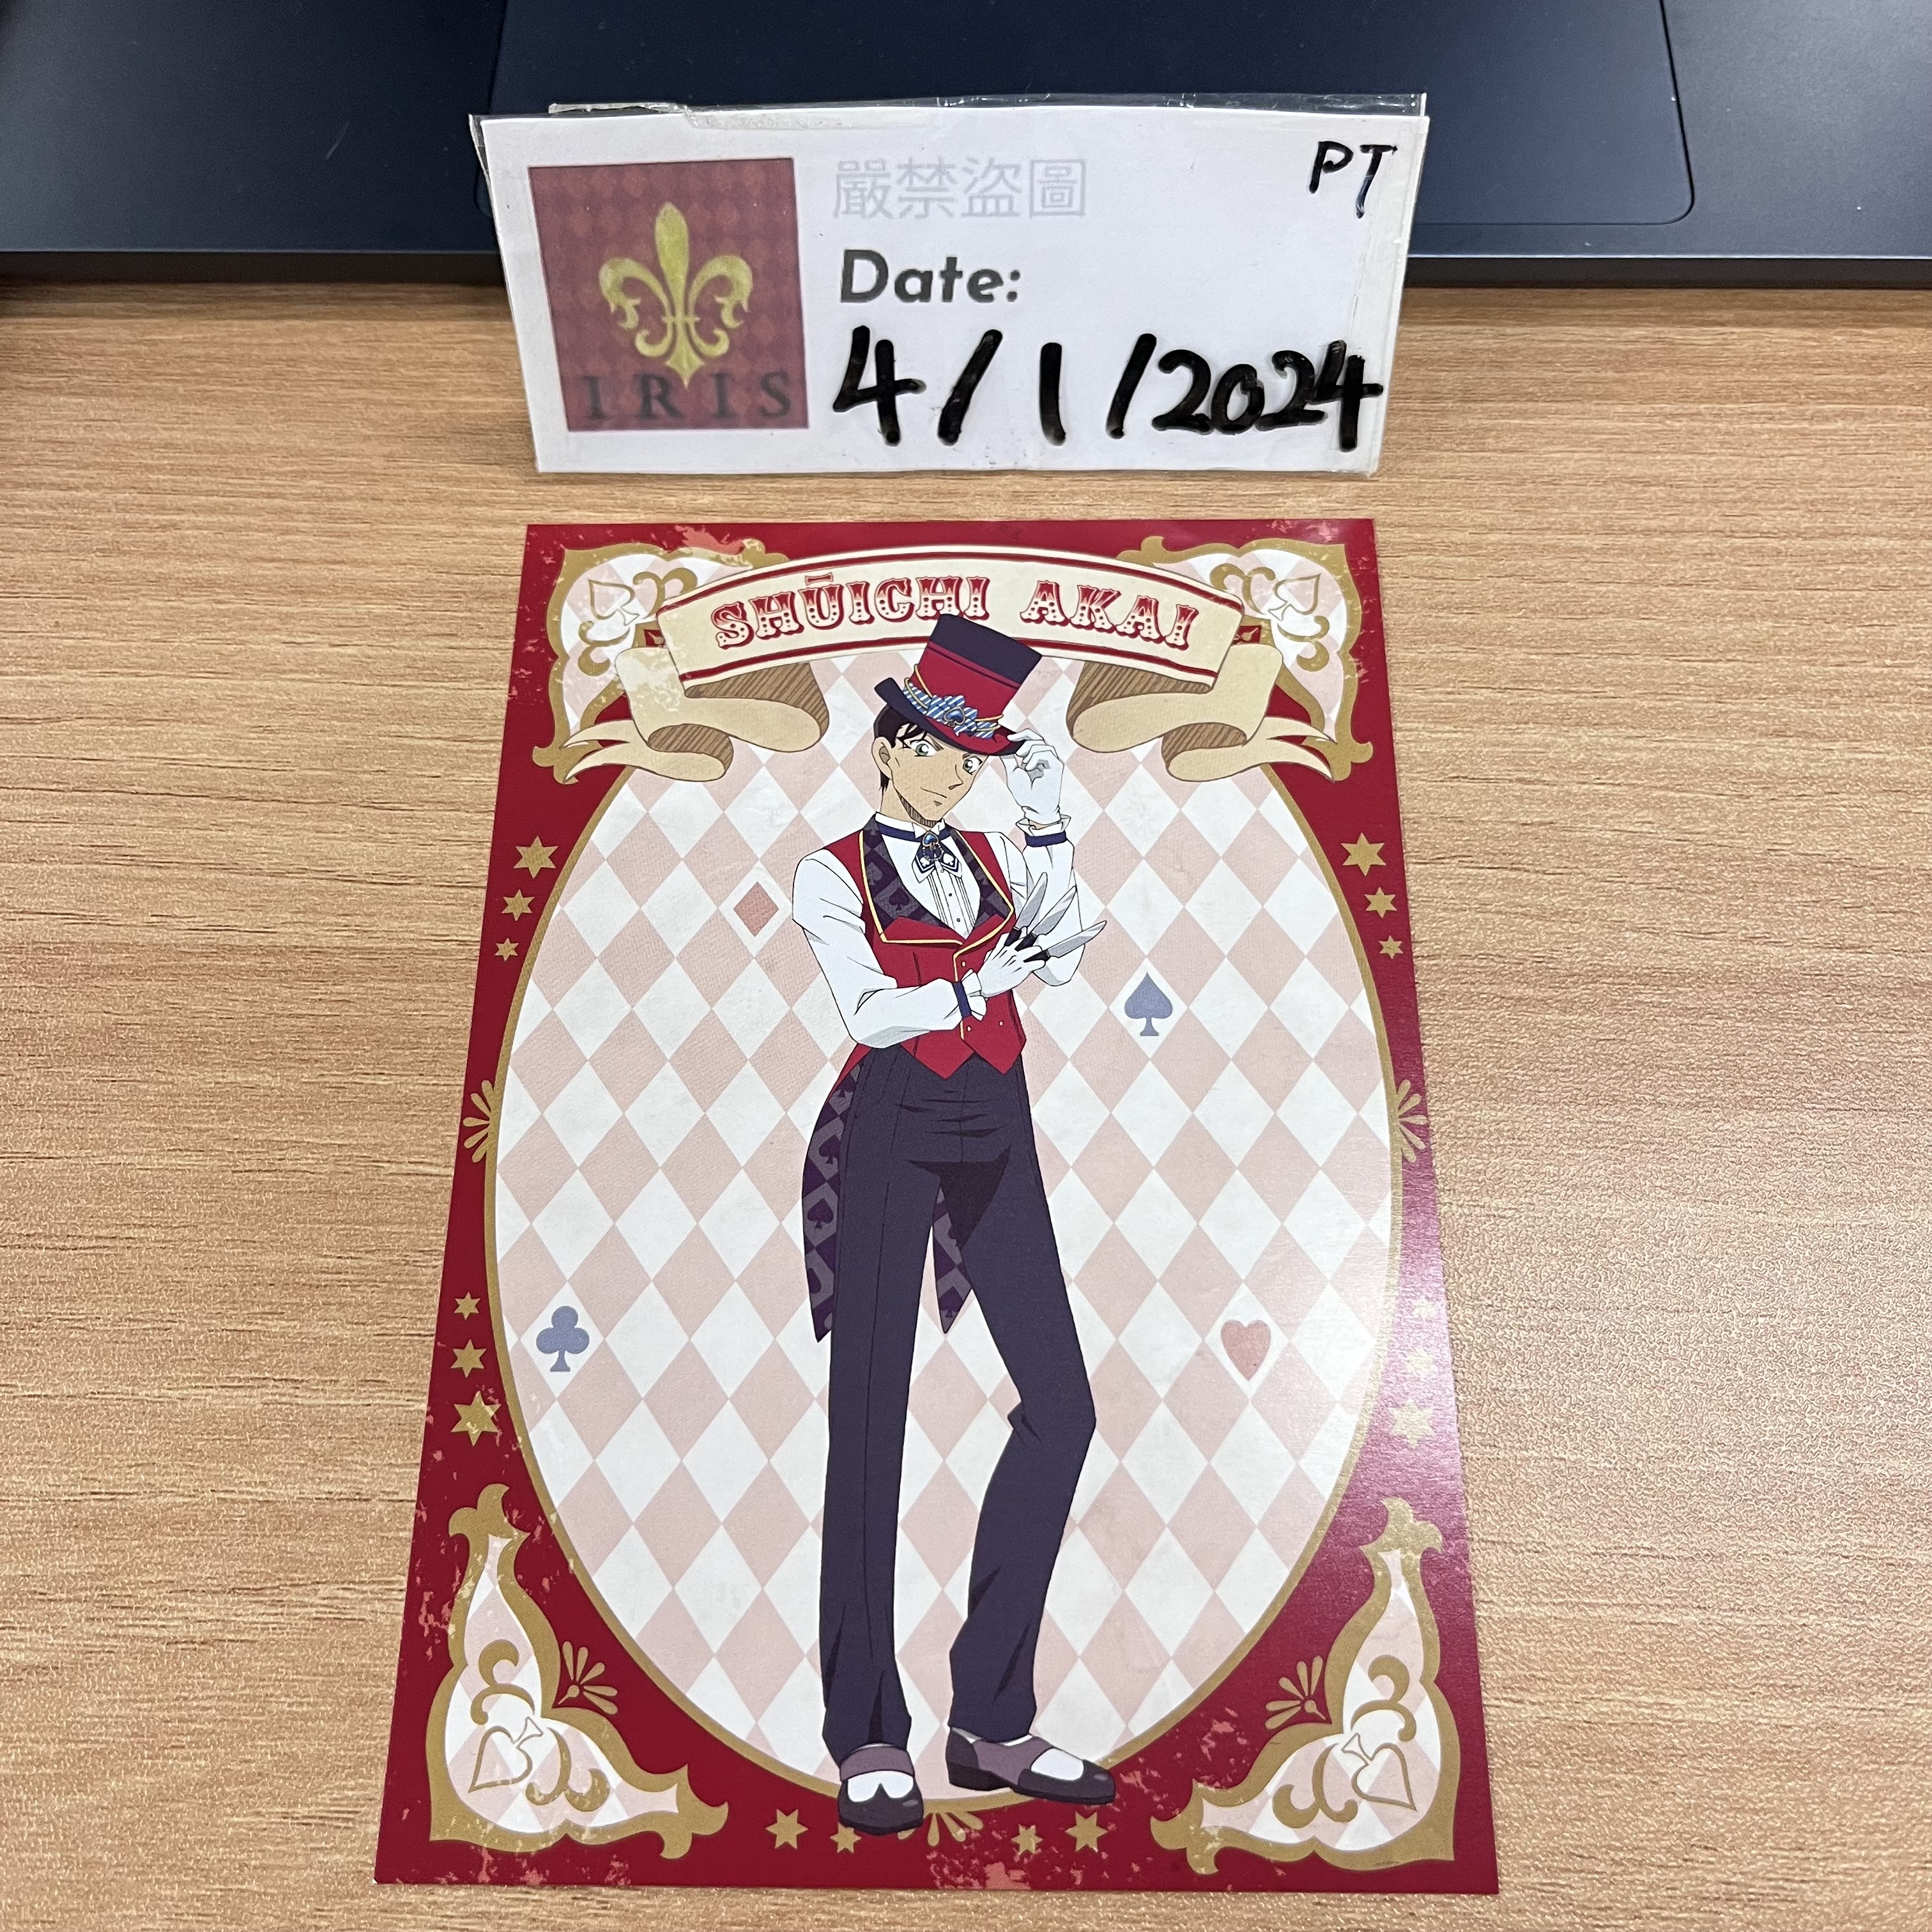 嚴禁盜圖
PT
Date:
4/1/2024
IRIS
SHŪICHI AKAI